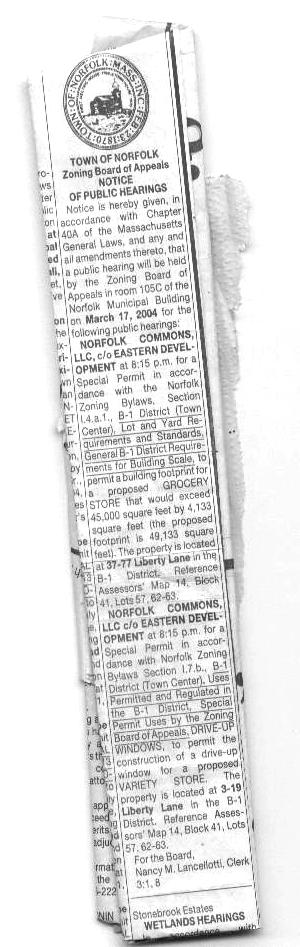 TOWN OF NORFOLK MASS. INC. FEB. 23. 1870
TOWN OF NORFOLK
Zoning Board of Appeals
NOTICE
OF PUBLIC HEARINGS
Notice is hereby given, in
accordance with Chapter
40A of the Massachusetts
General Laws, and any and
all amendments thereto, that
a public hearing will be held
by the Zoning Board of
Appeals in room 105C of the
Norfolk Municipal Building
on March 17, 2004 for the
following public hearings:
NORFOLK COMMONS,
LLC, c/o EASTERN DEVEL-
OPMENT at 8:15 p.m. for a
Special Permit in accor-
dance with the Norfolk
Zoning Bylaws, Section
I.4.a.1., B-1 District (Town
Center), Lot and Yard Re-
quirements and Standards,
General B-1 District Require-
ments for Building Scale, to
permit a building footprint for
a proposed GROCERY
STORE that would exceed
45,000 square feet by 4,133
square feet (the proposed
footprint is 49,133 square
feet). The property is located
at 37-77 Liberty Lane in the
B-1 District. Reference
Assessors' Map 14, Block
41, Lots 57, 62-63.
NORFOLK COMMONS,
LLC c/o EASTERN DEVEL-
OPMENT at 8:15 p.m. for a
Special Permit in accor-
dance with Norfolk Zoning
Bylaws Section I.7.b., B-1
District (Town Center), Uses
Permitted and Regulated in
the B-1 District, Special
Permit Uses by the Zoning
Board of Appeals, DRIVE-UP
WINDOWS, to permit the
construction of a drive-up
window for a proposed
VARIETY STORE. The
property is located at 3-19
Liberty Lane in the B-1
District. Reference Asses-
sors' Map 14, Block 41, Lots
57, 62-63.
For the Board,
Nancy M. Lancellotti, Clerk
3:1, 8
Stonebrook Estates
WETLANDS HEARINGS
In accordance with